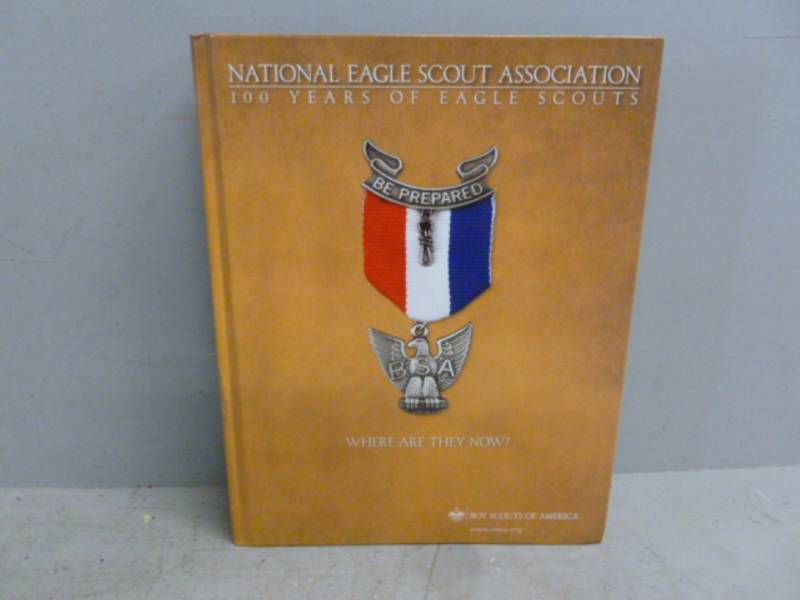 NATIONAL EAGLE SCOUT ASSOCIATION
100 YEARS OF EAGLE SCOUTS
BE PREPARED
BSA
WHERE ARE THEY NOW?
BOY SCOUTS OF AMERICA